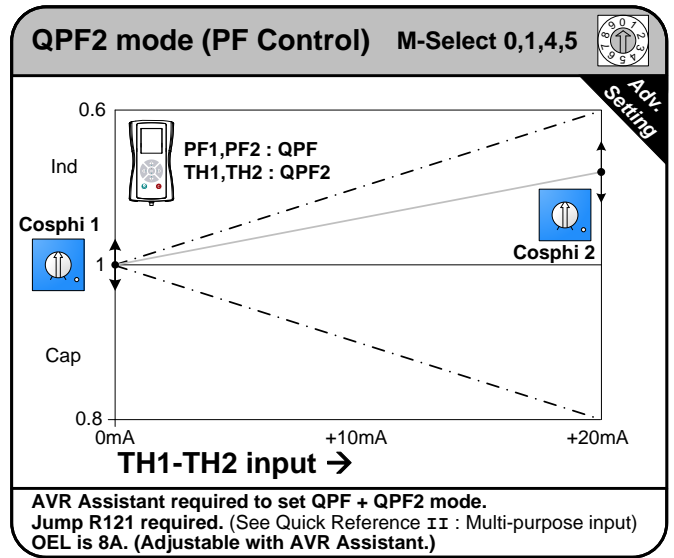 QPF2 mode (PF Control) M-Select 0,1,4,5
Adv.
Setting
0.6
Ind
PF1,PF2 : QPF
TH1,TH2 : QPF2
Cosphi 1
Cosphi 2
1
Cap
0.8
0mA +10mA +20mA
TH1-TH2 input →
AVR Assistant required to set QPF + QPF2 mode.
Jump R121 required. (See Quick Reference II : Multi-purpose input)
OEL is 8A. (Adjustable with AVR Assistant.)